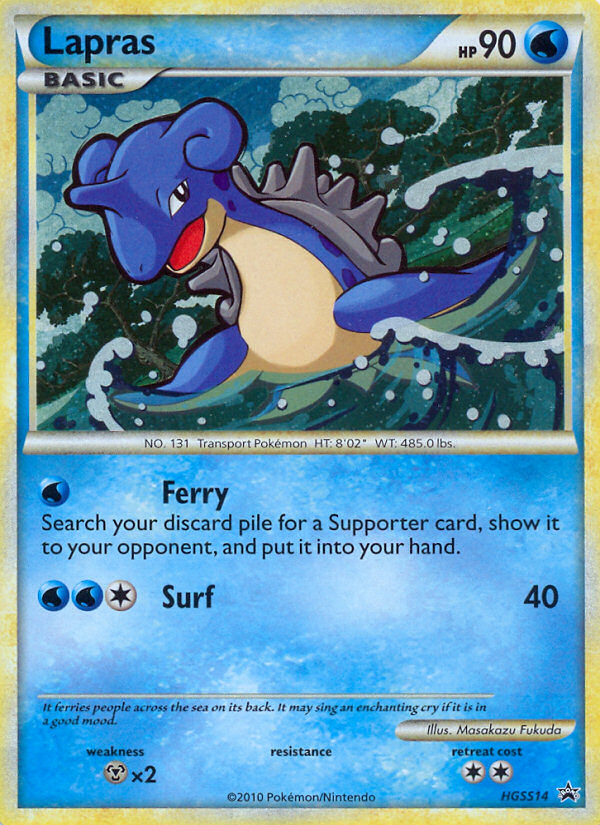 Lapras
HP 90
BASIC
NO. 131 Transport Pokémon HT: 8'02" WT: 485.0 lbs.
Ferry
Search your discard pile for a Supporter card, show it
to your opponent, and put it into your hand.
Surf 40
It ferries people across the sea on its back. It may sing an enchanting cry if it is in
a good mood.
Illus. Masakazu Fukuda
weakness resistance retreat cost
×2
©2010 Pokémon/Nintendo HGSS14